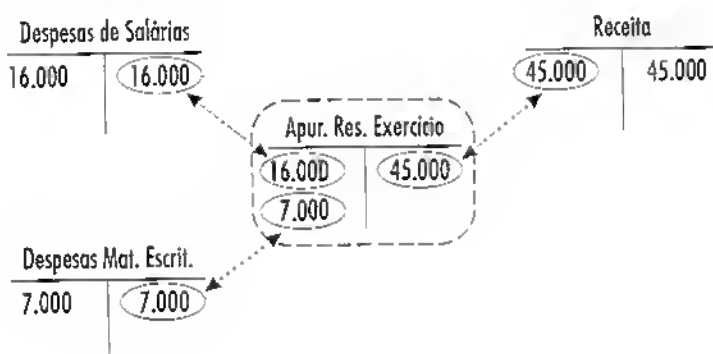 Despesas de Salárias
16.000 16.000
Receita
45.000 45.000
Apur. Res. Exercício
16.000 45.000
7.000
Despesas Mat. Escrit.
7.000 7.000